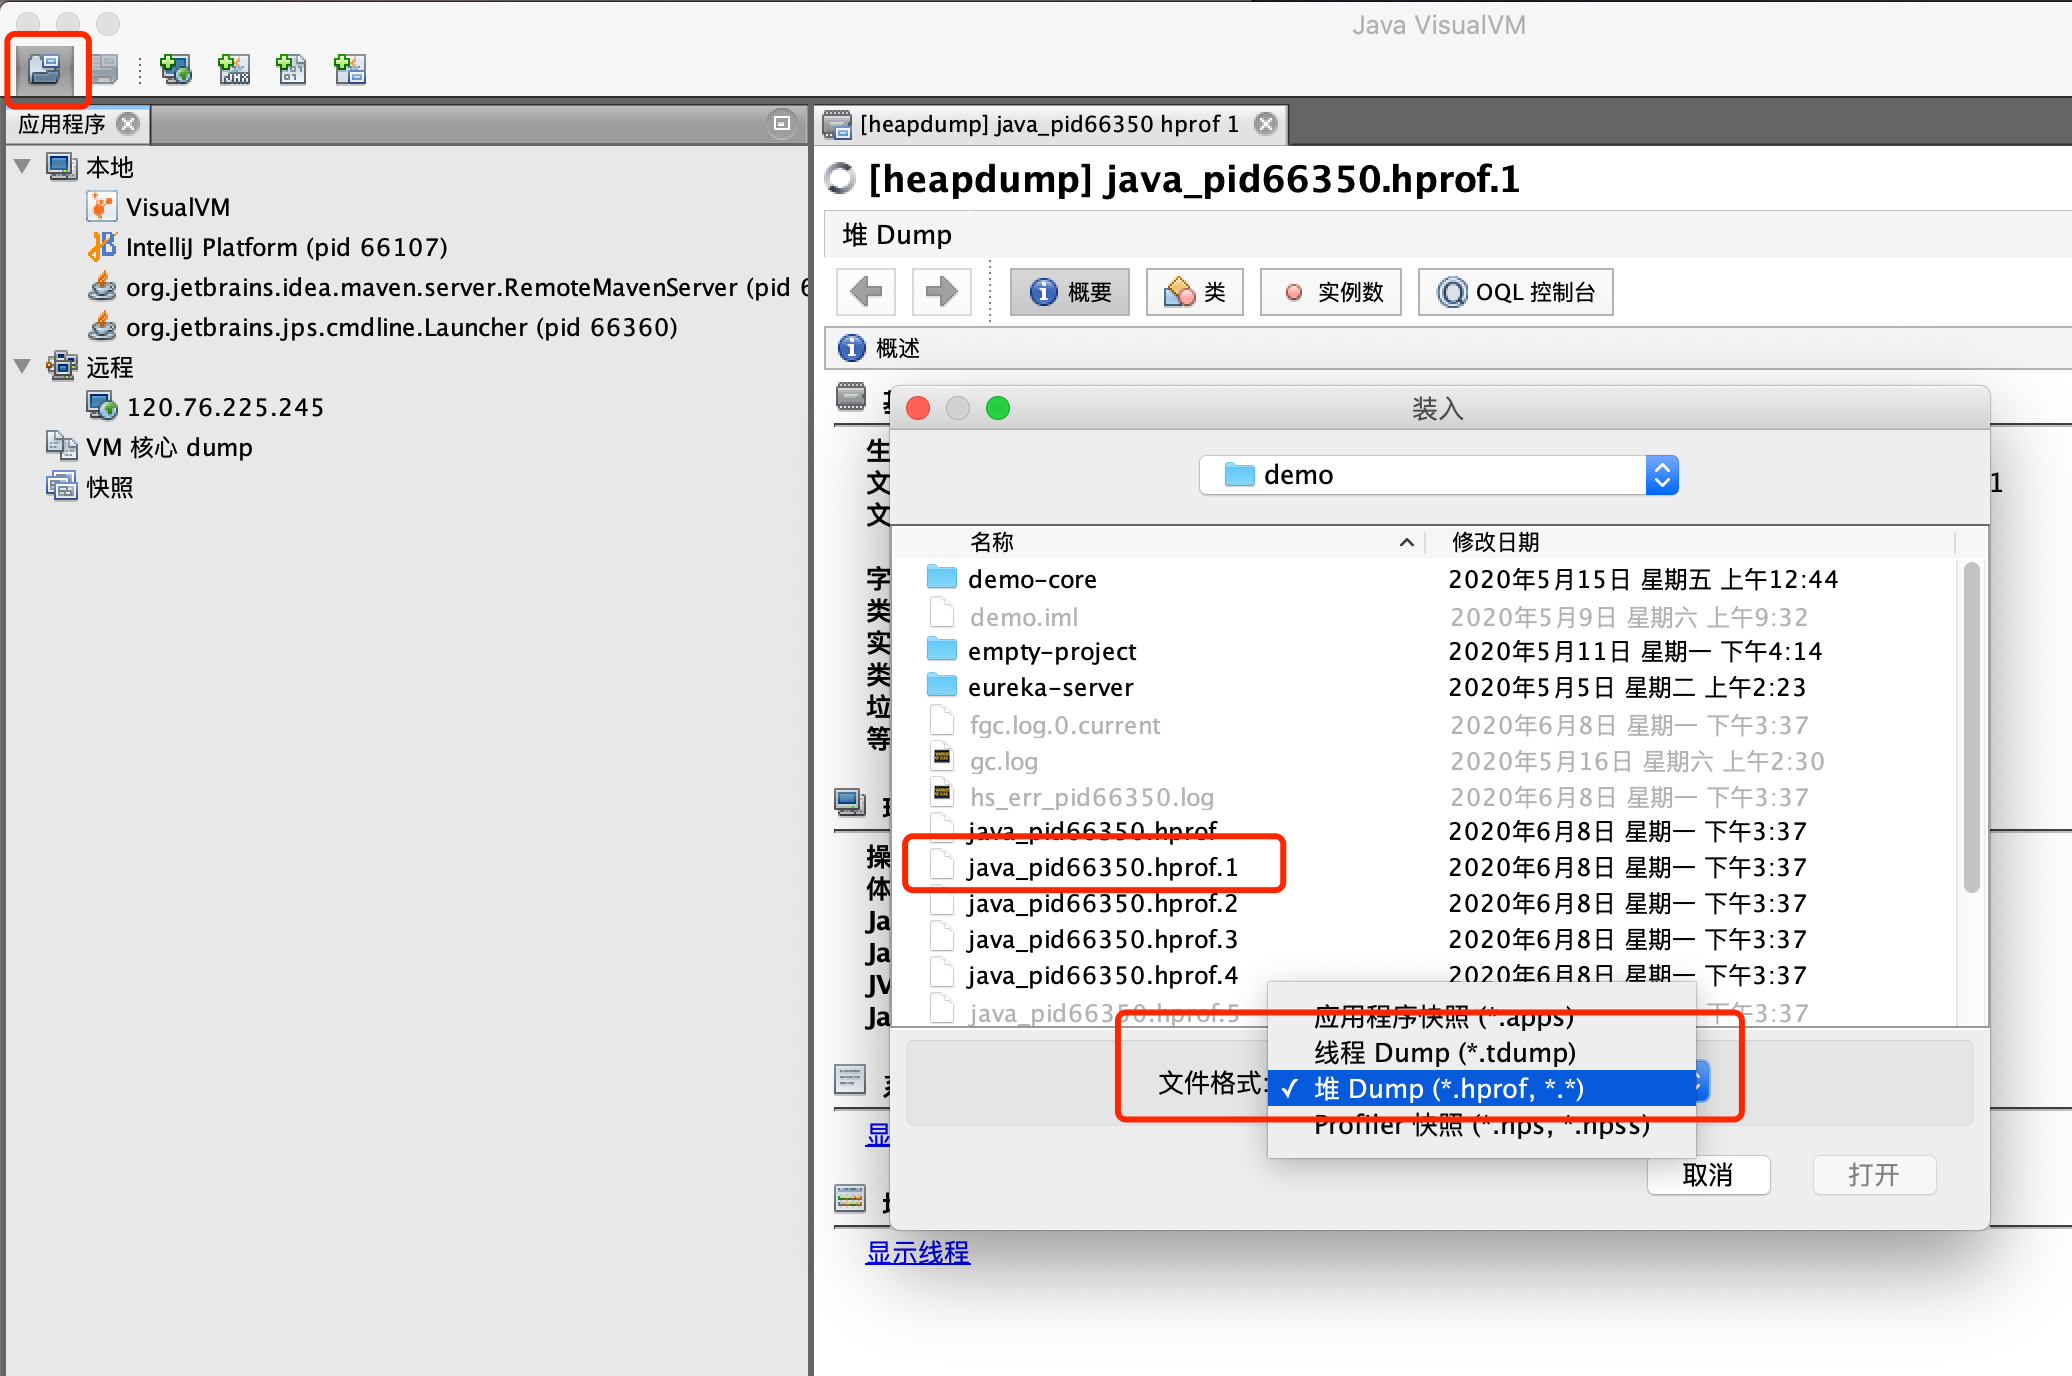 Java VisualVM
应用程序
[heapdump] java_pid66350 hprof 1
本地
VisualVM
IntelliJ Platform (pid 66107)
org.jetbrains.idea.maven.server.RemoteMavenServer (pid 6
org.jetbrains.jps.cmdline.Launcher (pid 66360)
远程
120.76.225.245
VM 核心 dump
快照
[heapdump] java_pid66350.hprof.1
堆 Dump
概要
类
实例数
OQL 控制台
概述
生
文
文
字
类
实
类
垃
等
操
体
Ja
Ja
JV
Ja
显
显示线程
1
装入
demo
名称 修改日期
demo-core 2020年5月15日 星期五 上午12:44
demo.iml 2020年5月9日 星期六 上午9:32
empty-project 2020年5月11日 星期一 下午4:14
eureka-server 2020年5月5日 星期二 上午2:23
fgc.log.0.current 2020年6月8日 星期一 下午3:37
gc.log 2020年5月16日 星期六 上午2:30
hs_err_pid66350.log 2020年6月8日 星期一 下午3:37
java_pid66350.hprof 2020年6月8日 星期一 下午3:37
java_pid66350.hprof.1 2020年6月8日 星期一 下午3:37
java_pid66350.hprof.2 2020年6月8日 星期一 下午3:37
java_pid66350.hprof.3 2020年6月8日 星期一 下午3:37
java_pid66350.hprof.4 2020年6月8日 星期一 下午3:37
java_pid66350.hprof.5 下午3:37
应用程序快照 (*.apps)
线程 Dump (*.tdump)
文件格式: ✓ 堆 Dump (*.hprof, *.*)
Profiler 快照 (*.nps, *.npss)
取消
打开